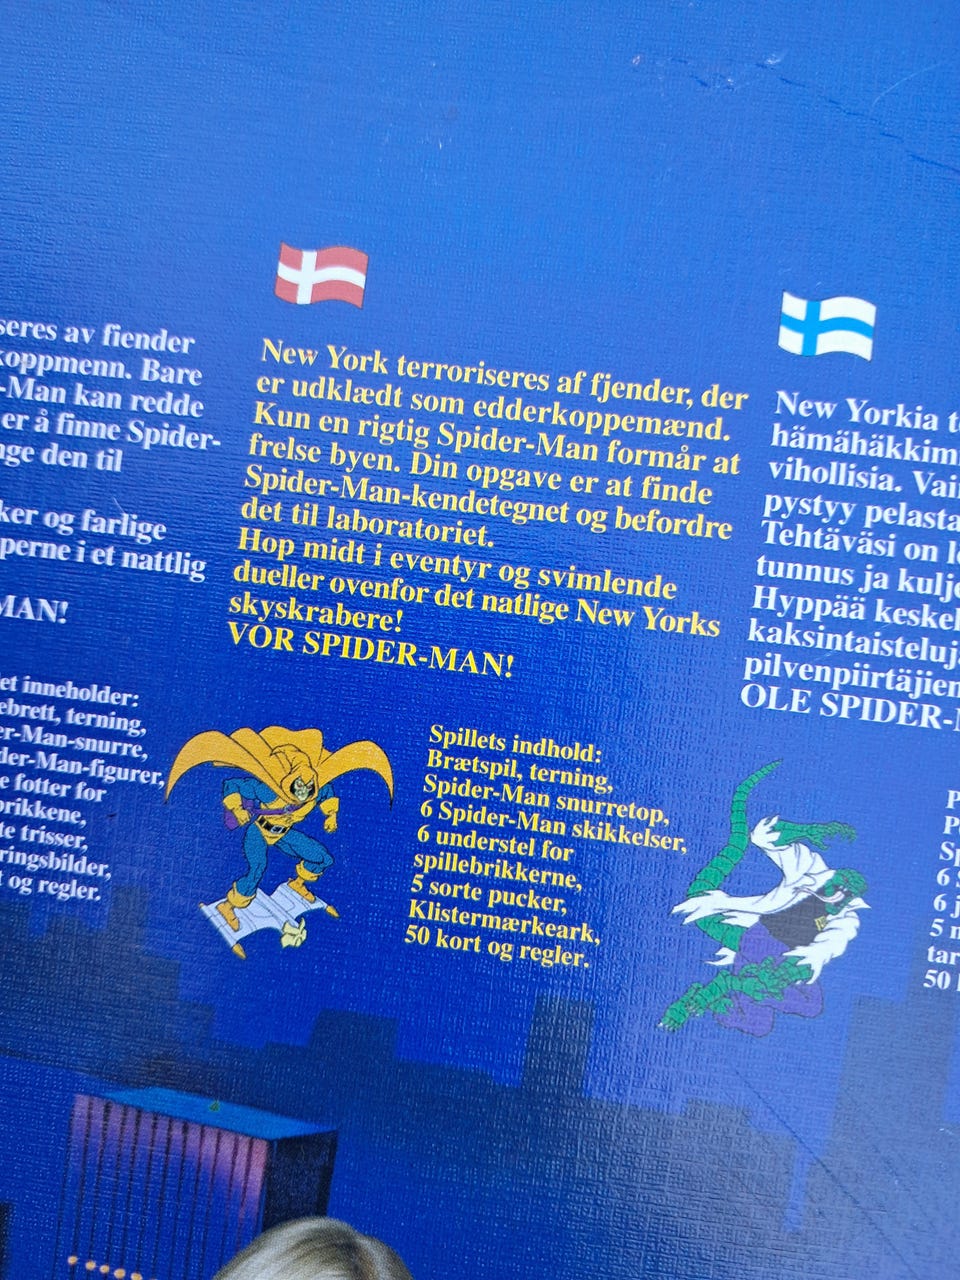 seres av fiender
koppmenn. Bare
-Man kan redde
er å finne Spider-
nge den til
ker og farlige
perne i et nattlig
MAN!
et inneholder:
ebrett, terning,
er-Man-snurre,
der-Man-figurer,
e føtter for
brikkene,
te trisser,
ringsbilder,
t og regler.
New York terroriseres af fjender, der
er udklædt som edderkoppemænd.
Kun en rigtig Spider-Man formår at
frelse byen. Din opgave er at finde
Spider-Man-kendetegnet og befordre
det til laboratoriet.
Hop midt i eventyr og svimlende
dueller ovenfor det natlige New Yorks
skyskrabere!
VOR SPIDER-MAN!
Spillets indhold:
Brætspil, terning,
Spider-Man snurretop,
6 Spider-Man skikkelser,
6 understel for
spillebrikkerne,
5 sorte pucker,
Klistermærkeark,
50 kort og regler.
New Yorkia t
hämähäkkim
vihollisia. Vai
pystyy pelasta
Tehtäväsi on l
tunnus ja kulj
Hyppää keskel
kaksintaisteluj
pilvenpiirtäjien
OLE SPIDER-M
P
P
Sp
6 S
6 j
5 n
tar
50